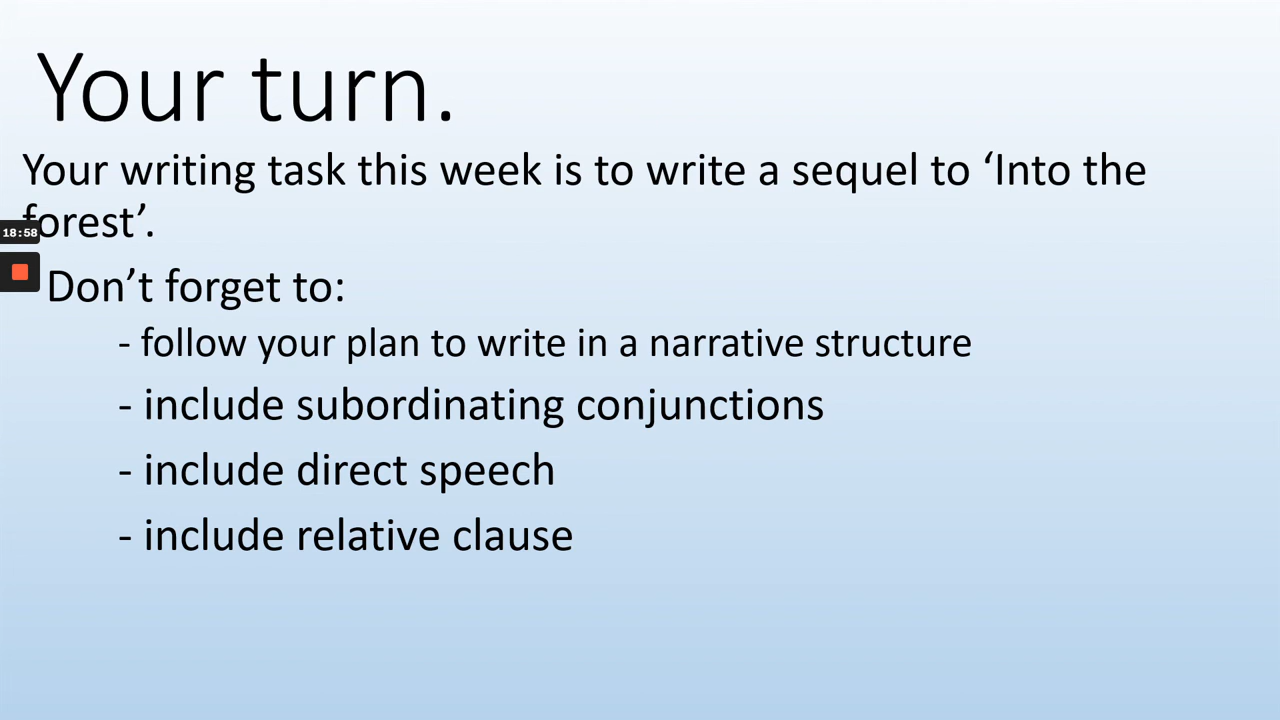 Your turn.
Your writing task this week is to write a sequel to ‘Into the
forest’.
18:58
Don’t forget to:
- follow your plan to write in a narrative structure
- include subordinating conjunctions
- include direct speech
- include relative clause